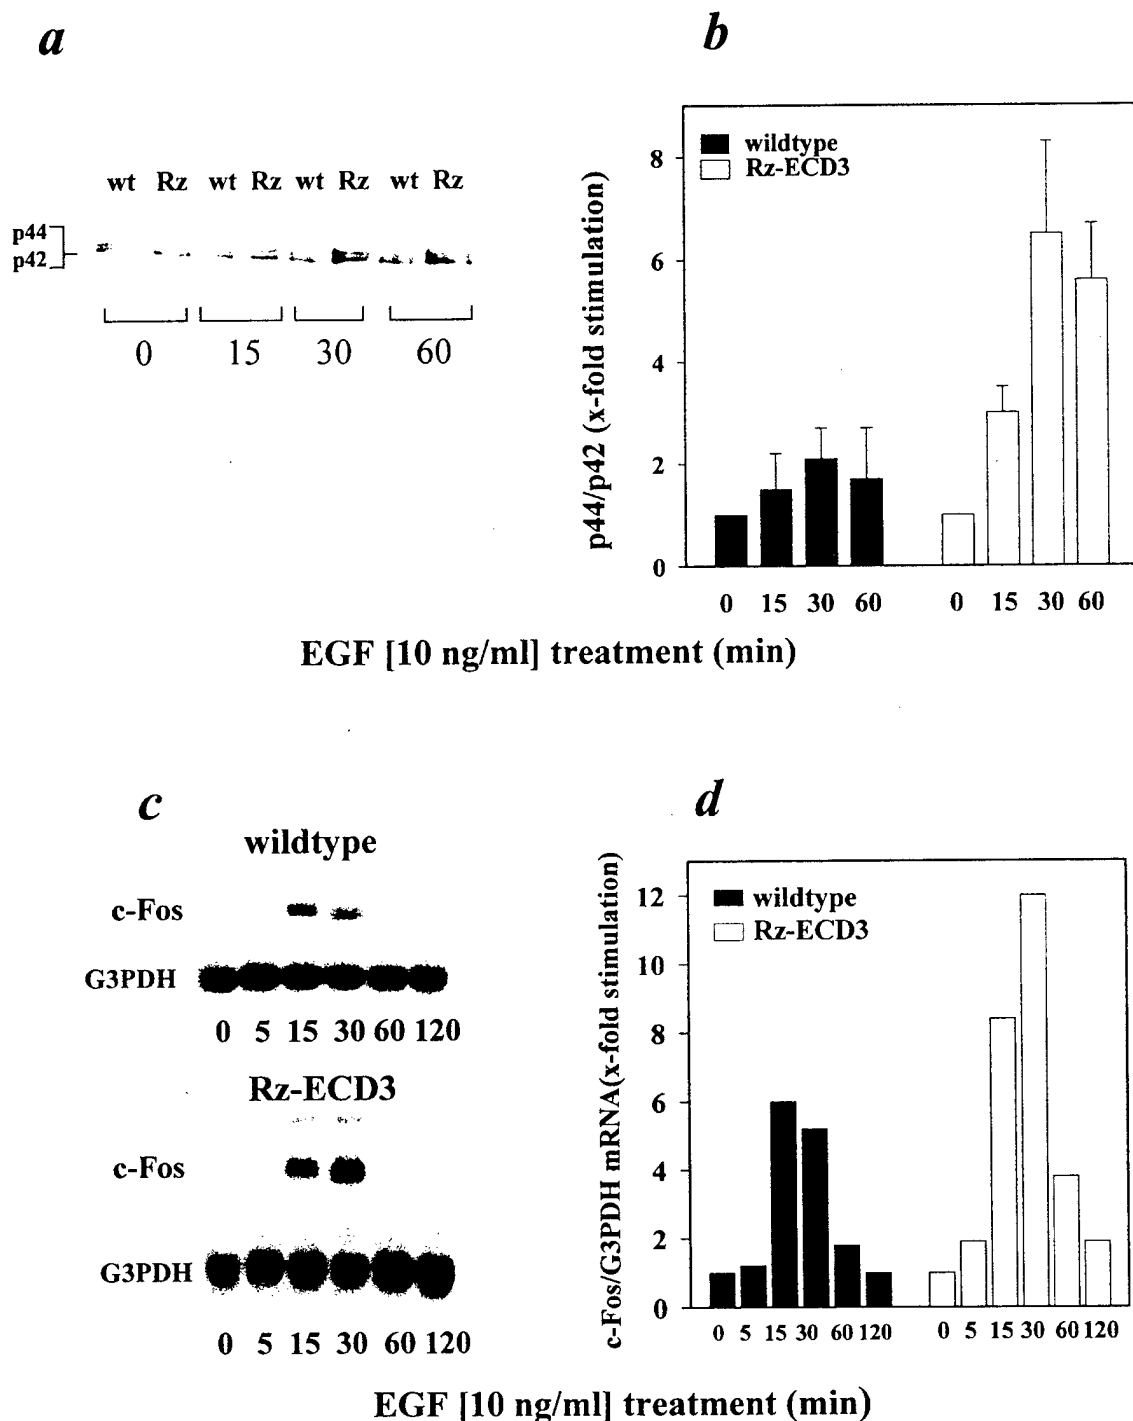 a
wt Rz wt Rz wt Rz wt Rz
p44
p42
0 15 30 60
b
wildtype
Rz-ECD3
p44/p42 (x-fold stimulation)
8
6
4
2
0
0 15 30 60 0 15 30 60
EGF [10 ng/ml] treatment (min)
c
wildtype
c-Fos
G3PDH
0 5 15 30 60 120
Rz-ECD3
c-Fos
G3PDH
0 5 15 30 60 120
d
wildtype
Rz-ECD3
c-Fos/G3PDH mRNA(x-fold stimulation)
12
10
8
6
4
2
0
0 5 15 30 60 120 0 5 15 30 60 120
EGF [10 ng/ml] treatment (min)